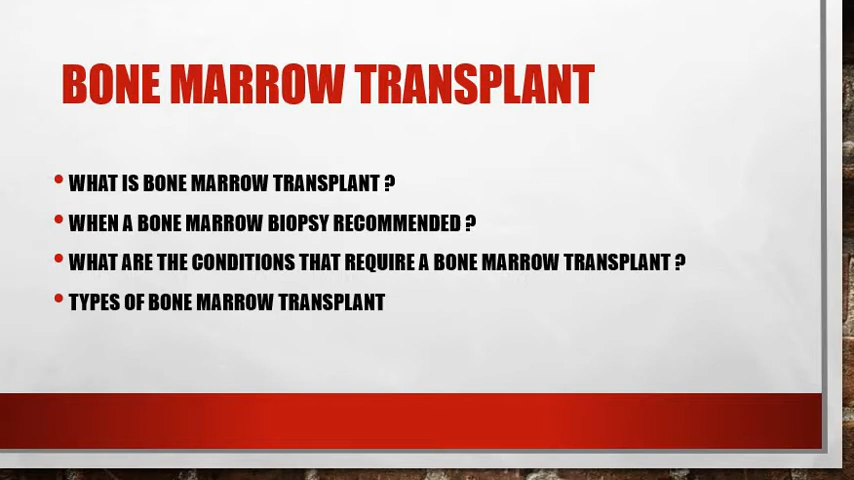 BONE MARROW TRANSPLANT
• WHAT IS BONE MARROW TRANSPLANT ?
• WHEN A BONE MARROW BIOPSY RECOMMENDED ?
• WHAT ARE THE CONDITIONS THAT REQUIRE A BONE MARROW TRANSPLANT ?
• TYPES OF BONE MARROW TRANSPLANT